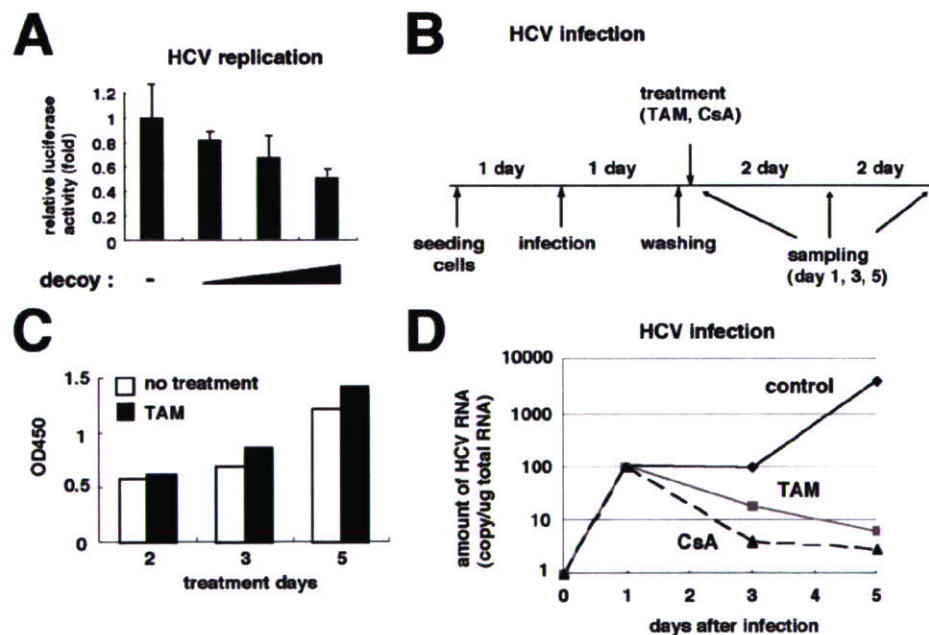 A
HCV replication
relative luciferase
activity (fold)
1.2
1
0.8
0.6
0.4
0.2
0
decoy : -
B
HCV infection
treatment
(TAM, CsA)
1 day
1 day
2 day
2 day
seeding
cells
infection
washing
sampling
(day 1, 3, 5)
C
OD450
1.5
1
0.5
0
no treatment
TAM
2
3
5
treatment days
D
HCV infection
amount of HCV RNA
(copy/ug total RNA)
10000
1000
100
10
1
control
TAM
CsA
0
1
2
3
4
5
days after infection